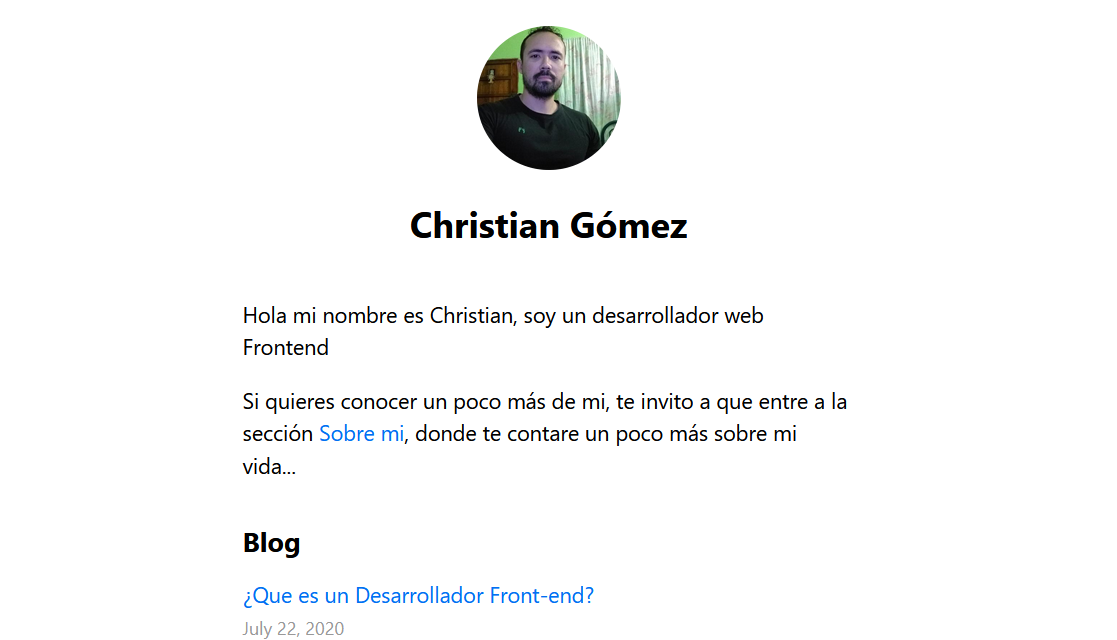 Christian Gómez
Hola mi nombre es Christian, soy un desarrollador web
Frontend
Si quieres conocer un poco más de mi, te invito a que entre a la
sección Sobre mi, donde te contare un poco más sobre mi
vida...
Blog
¿Que es un Desarrollador Front-end?
July 22, 2020